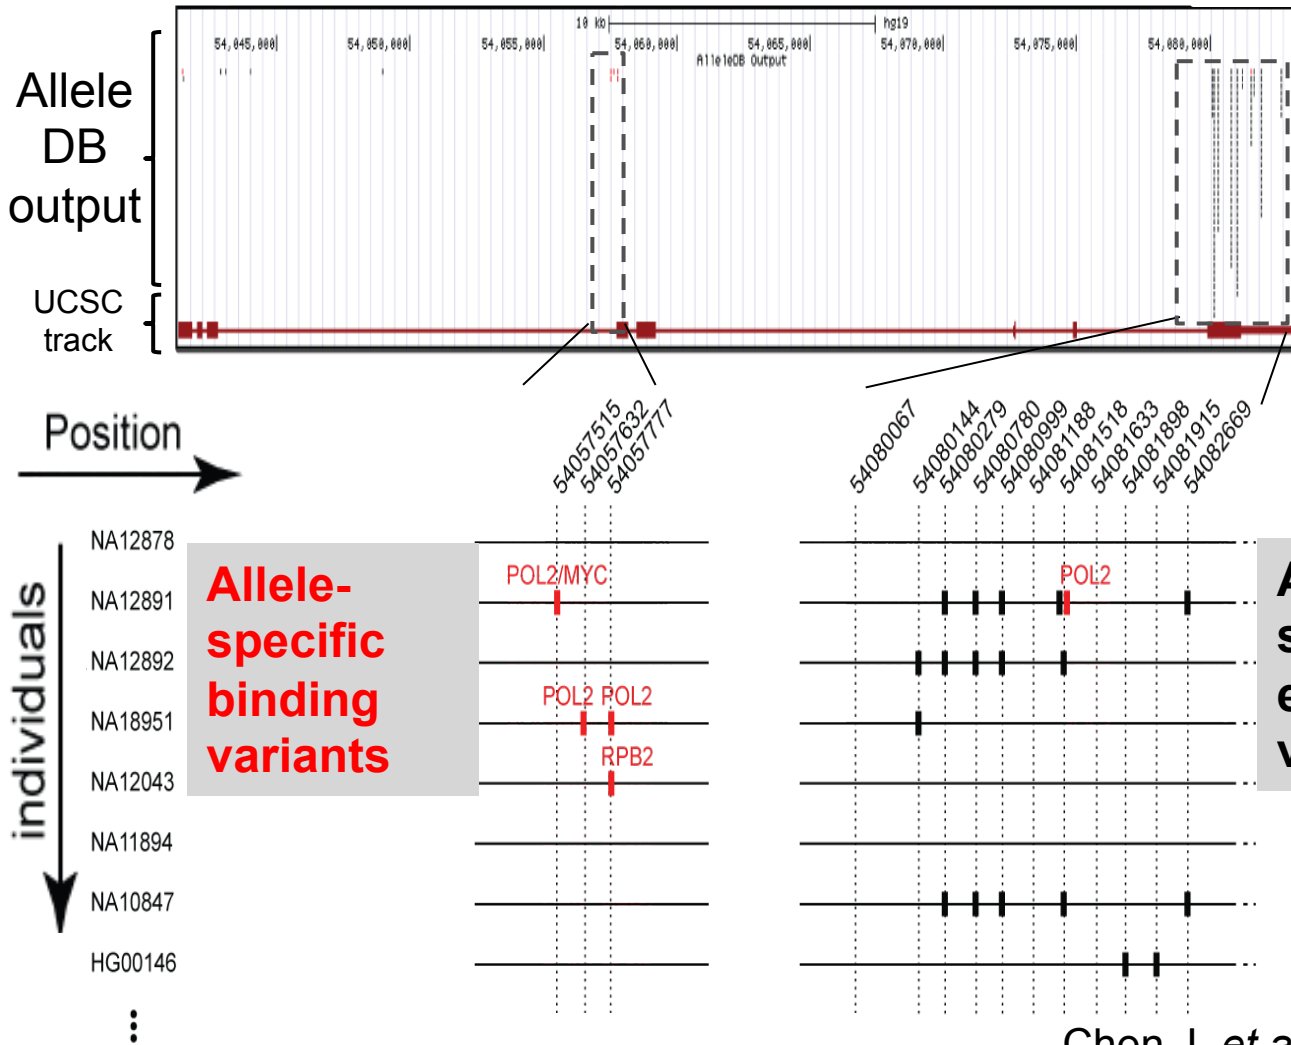 10 kb hg19
54,045,000 54,050,000 54,055,000 54,060,000 54,065,000 54,070,000 54,075,000 54,080,000
AlleleDB Output
Allele
DB
output
UCSC
track
Position
54057515
54057632
54057777
54080067
54080144
54080279
54080780
54080999
54081188
54081518
54081633
54081898
54081915
54082669
individuals
NA12878
POL2/MYC POL2
NA12891
NA12892
POL2 POL2
NA18951
RPB2
NA12043
NA11894
NA10847
HG00146
Allele-
specific
binding
variants
A
s
e
v
et a